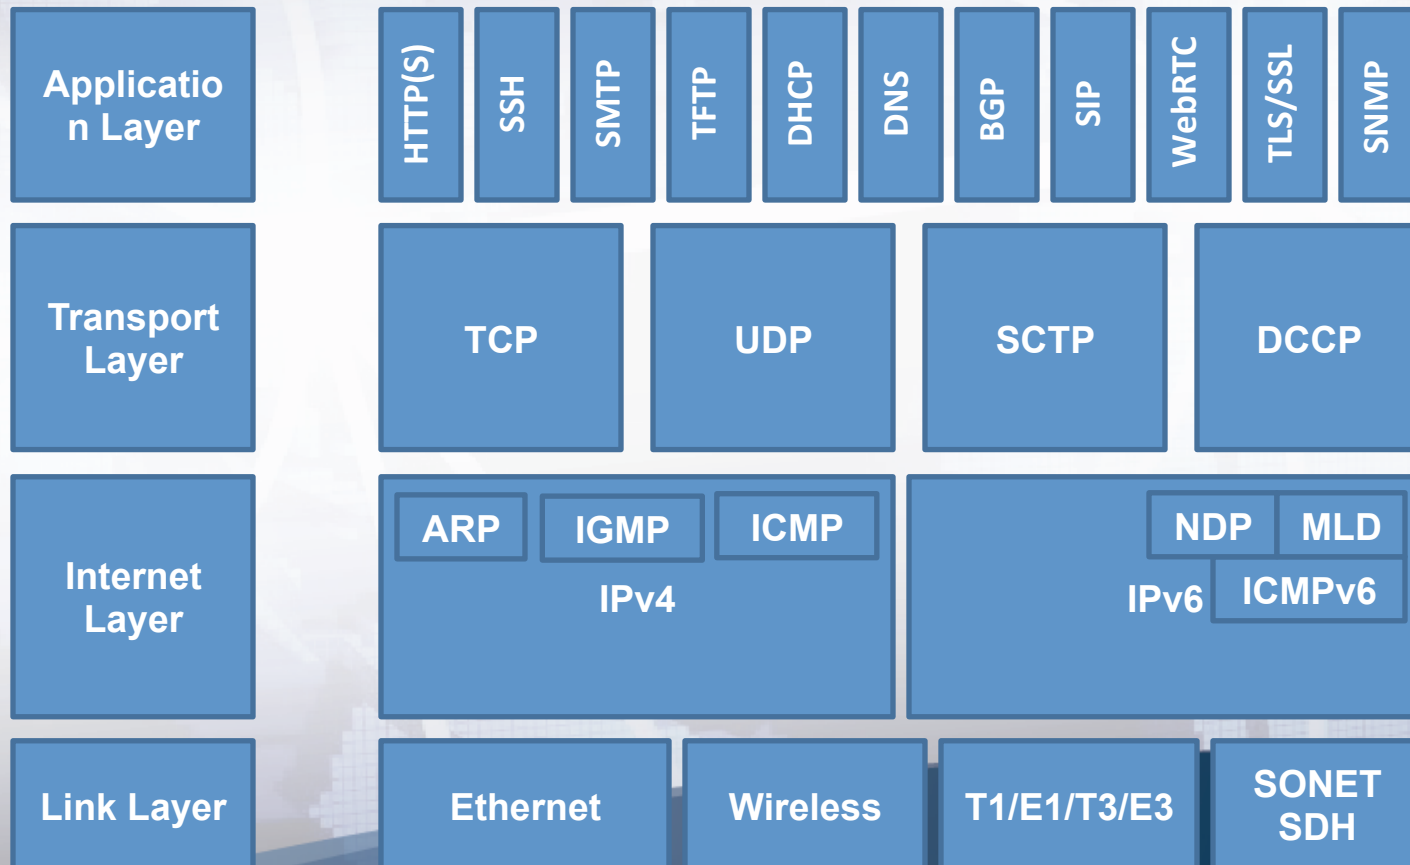 Applicatio
n Layer
HTTP(S)
SSH
SMTP
TFTP
DHCP
DNS
BGP
SIP
WebRTC
TLS/SSL
SNMP
Transport
Layer
TCP
UDP
SCTP
DCCP
Internet
Layer
ARP
IGMP
ICMP
IPv4
NDP
MLD
IPv6
ICMPv6
Link Layer
Ethernet
Wireless
T1/E1/T3/E3
SONET
SDH